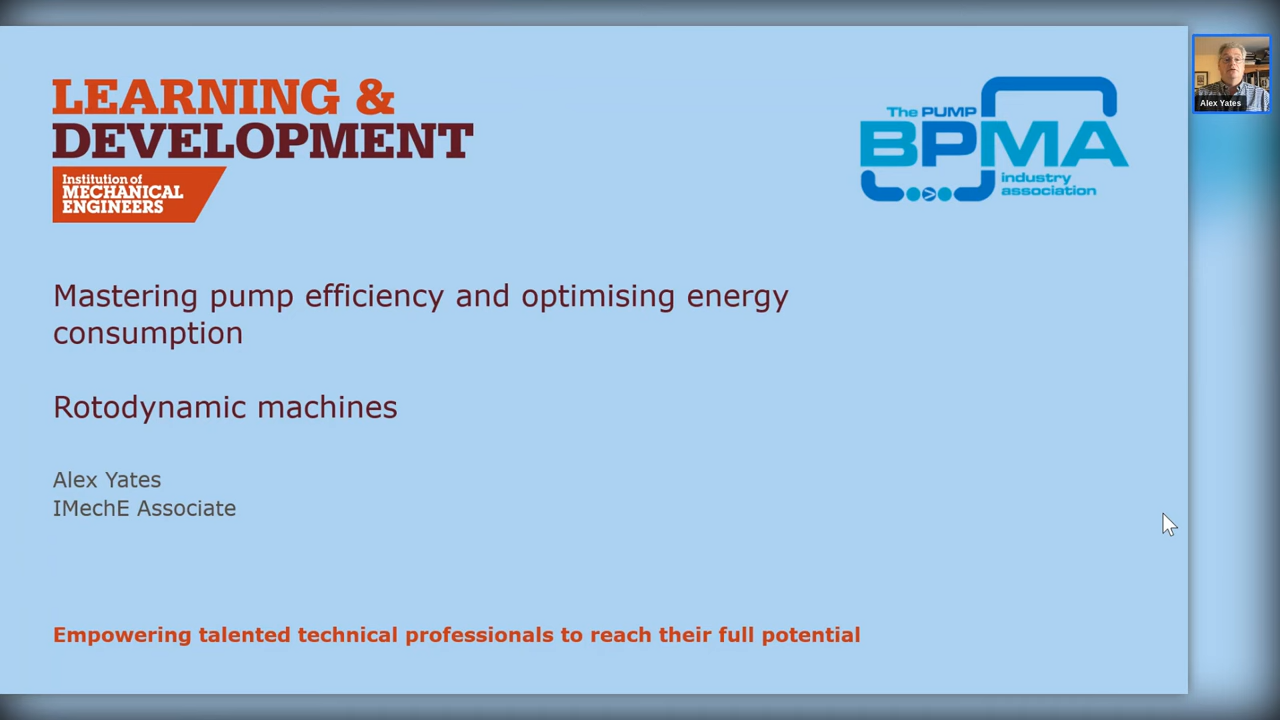 LEARNING &
DEVELOPMENT
Institution of
MECHANICAL
ENGINEERS
The PUMP
BPMA
industry
association
Alex Yates
Mastering pump efficiency and optimising energy
consumption
Rotodynamic machines
Alex Yates
IMechE Associate
Empowering talented technical professionals to reach their full potential